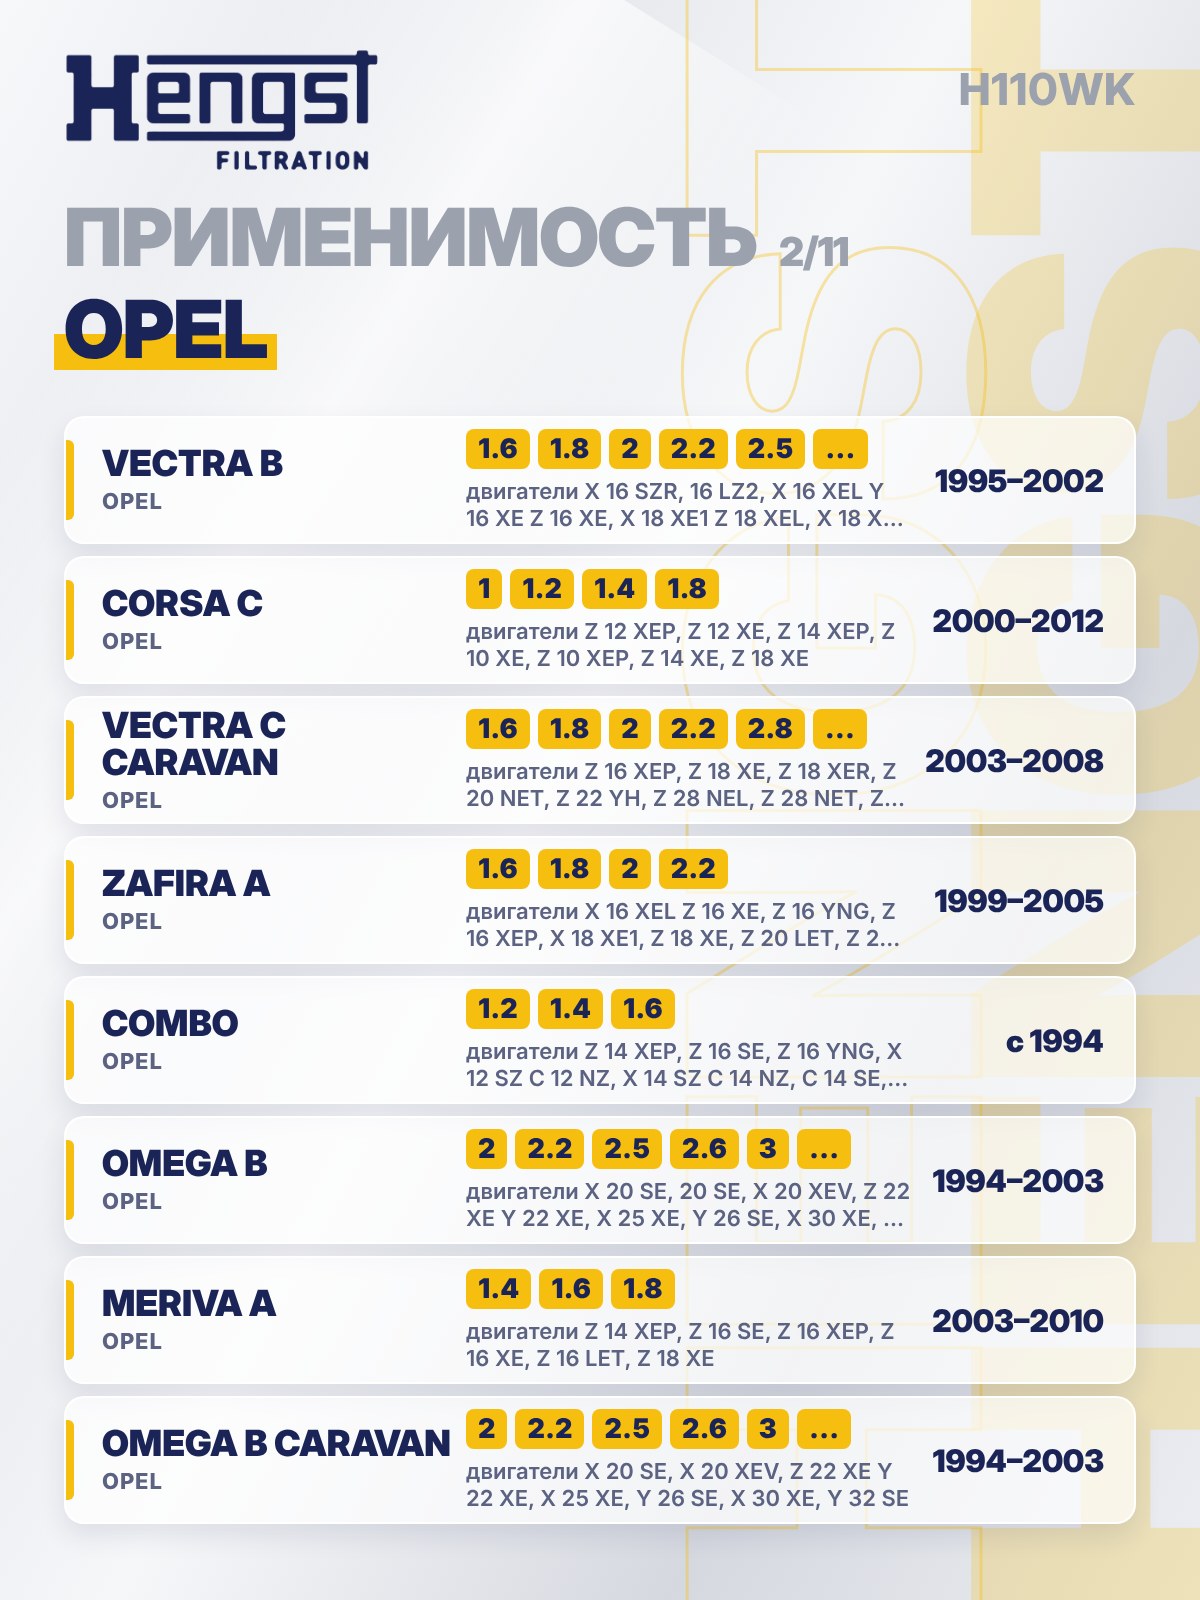 Hengst
FILTRATION
H110WK
ПРИМЕНИМОСТЬ 2/11
OPEL
VECTRA B
OPEL
1.6 1.8 2 2.2 2.5 ...
двигатели X 16 SZR, 16 LZ2, X 16 XEL Y
16 XE Z 16 XE, X 18 XE1 Z 18 XEL, X 18 X...
1995–2002
CORSA C
OPEL
1 1.2 1.4 1.8
двигатели Z 12 XEP, Z 12 XE, Z 14 XEP, Z
10 XE, Z 10 XEP, Z 14 XE, Z 18 XE
2000–2012
VECTRA C
CARAVAN
OPEL
1.6 1.8 2 2.2 2.8 ...
двигатели Z 16 XEP, Z 18 XE, Z 18 XER, Z
20 NET, Z 22 YH, Z 28 NEL, Z 28 NET, Z...
2003–2008
ZAFIRA A
OPEL
1.6 1.8 2 2.2
двигатели X 16 XEL Z 16 XE, Z 16 YNG, Z
16 XEP, X 18 XE1, Z 18 XE, Z 20 LET, Z 2...
1999–2005
COMBO
OPEL
1.2 1.4 1.6
двигатели Z 14 XEP, Z 16 SE, Z 16 YNG, X
12 SZ C 12 NZ, X 14 SZ C 14 NZ, C 14 SE,...
с 1994
OMEGA B
OPEL
2 2.2 2.5 2.6 3 ...
двигатели X 20 SE, 20 SE, X 20 XEV, Z 22
XE Y 22 XE, X 25 XE, Y 26 SE, X 30 XE, ...
1994–2003
MERIVA A
OPEL
1.4 1.6 1.8
двигатели Z 14 XEP, Z 16 SE, Z 16 XEP, Z
16 XE, Z 16 LET, Z 18 XE
2003–2010
OMEGA B CARAVAN
OPEL
2 2.2 2.5 2.6 3 ...
двигатели X 20 SE, X 20 XEV, Z 22 XE Y
22 XE, X 25 XE, Y 26 SE, X 30 XE, Y 32 SE
1994–2003